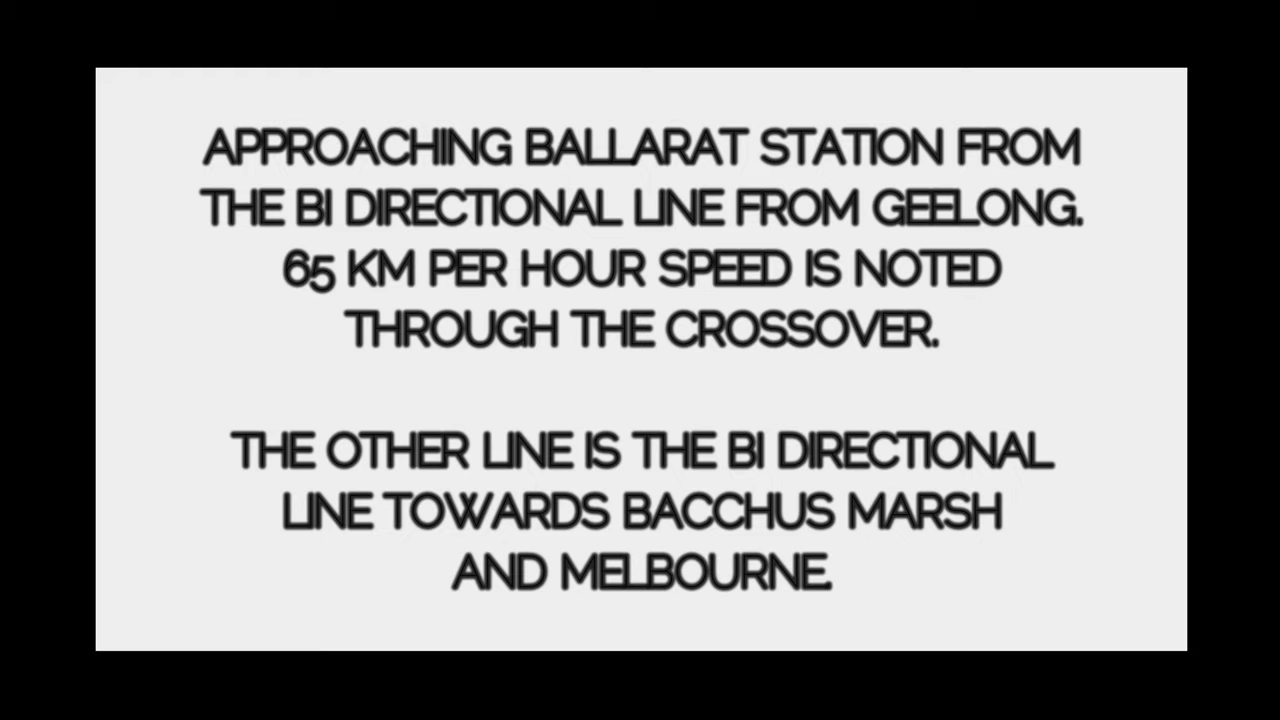 APPROACHING BALLARAT STATION FROM
THE BI DIRECTIONAL LINE FROM GEELONG.
65 KM PER HOUR SPEED IS NOTED
THROUGH THE CROSSOVER.
THE OTHER LINE IS THE BI DIRECTIONAL
LINE TOWARDS BACCHUS MARSH
AND MELBOURNE.